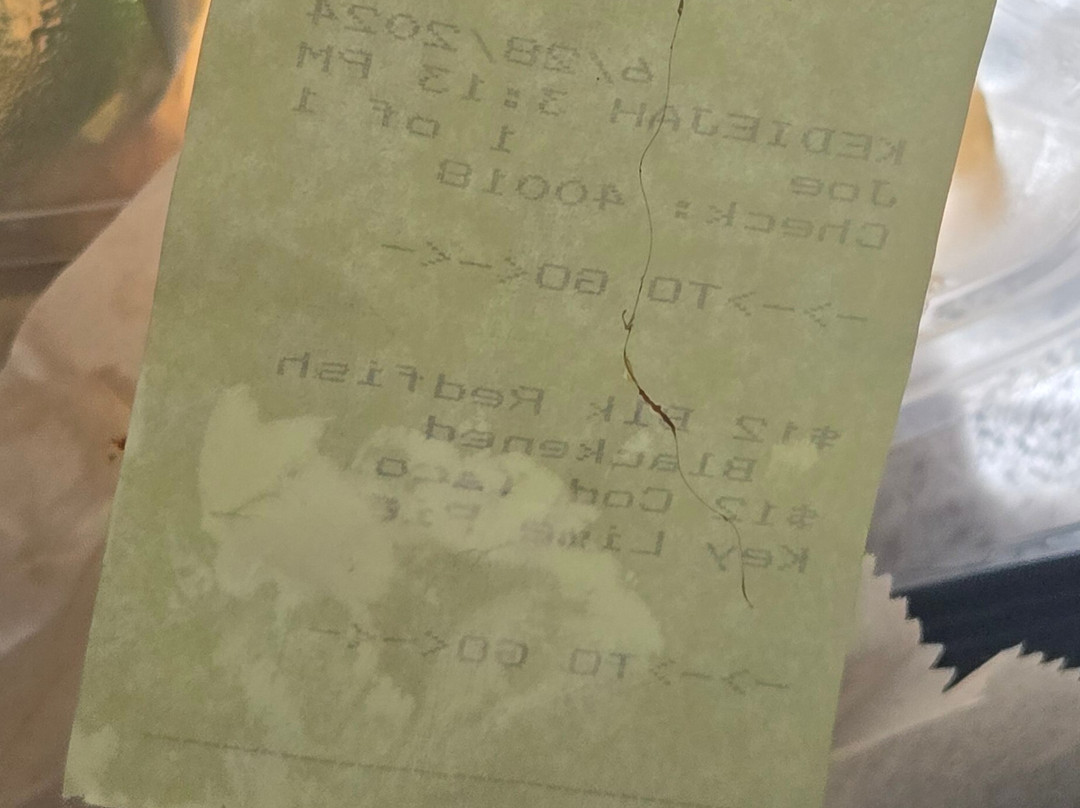 6/28/2024
KEDIEJAH 3:13 PM
Joe 1 of 1
Check: 40018
->->TO GO<-<-
$12 Blk Redfish
Blackened
$12 Cod Taco
Key Lime Pie
->->TO GO<-<-